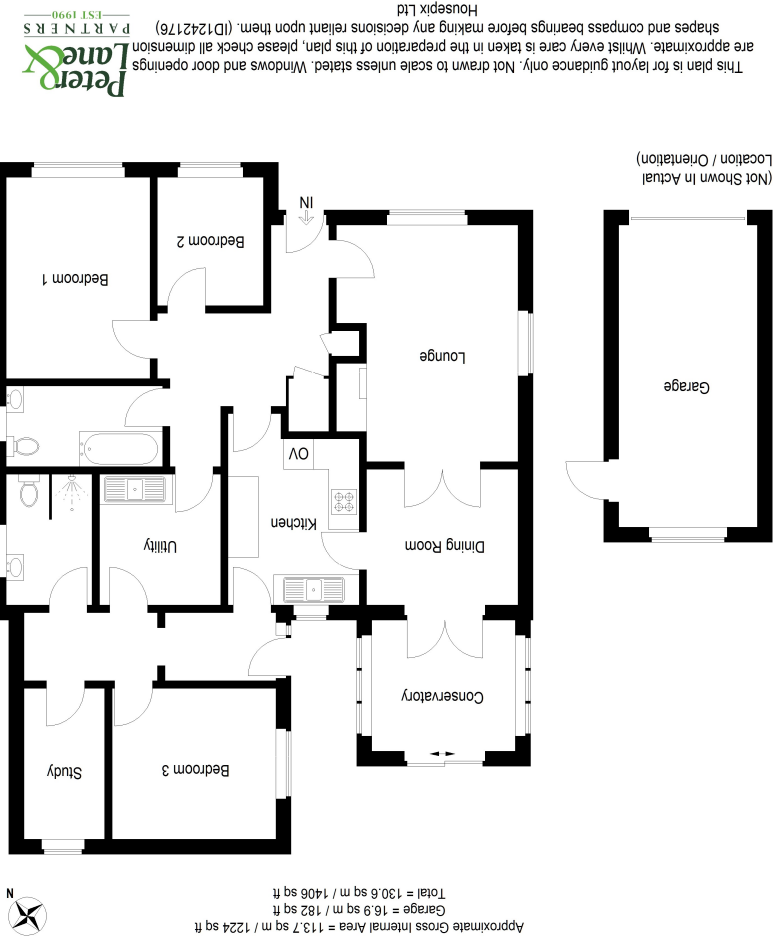 Approximate Gross Internal Area = 113.7 sq m / 1224 sq ft
Garage = 16.9 sq m / 182 sq ft
Total = 130.6 sq m / 1406 sq ft
N
Bedroom 3
Study
Conservatory
Dining Room
Utility
Kitchen
OV
Garage
Lounge
Bedroom 1
Bedroom 2
IN
(Not Shown In Actual
Location / Orientation)
This plan is for layout guidance only. Not drawn to scale unless stated. Windows and door openings
are approximate. Whilst every care is taken in the preparation of this plan, please check all dimension
shapes and compass bearings before making any decisions reliant upon them. (ID1242176)
Housepix Ltd
Peter
& Lane
PARTNERS
—EST 1990—